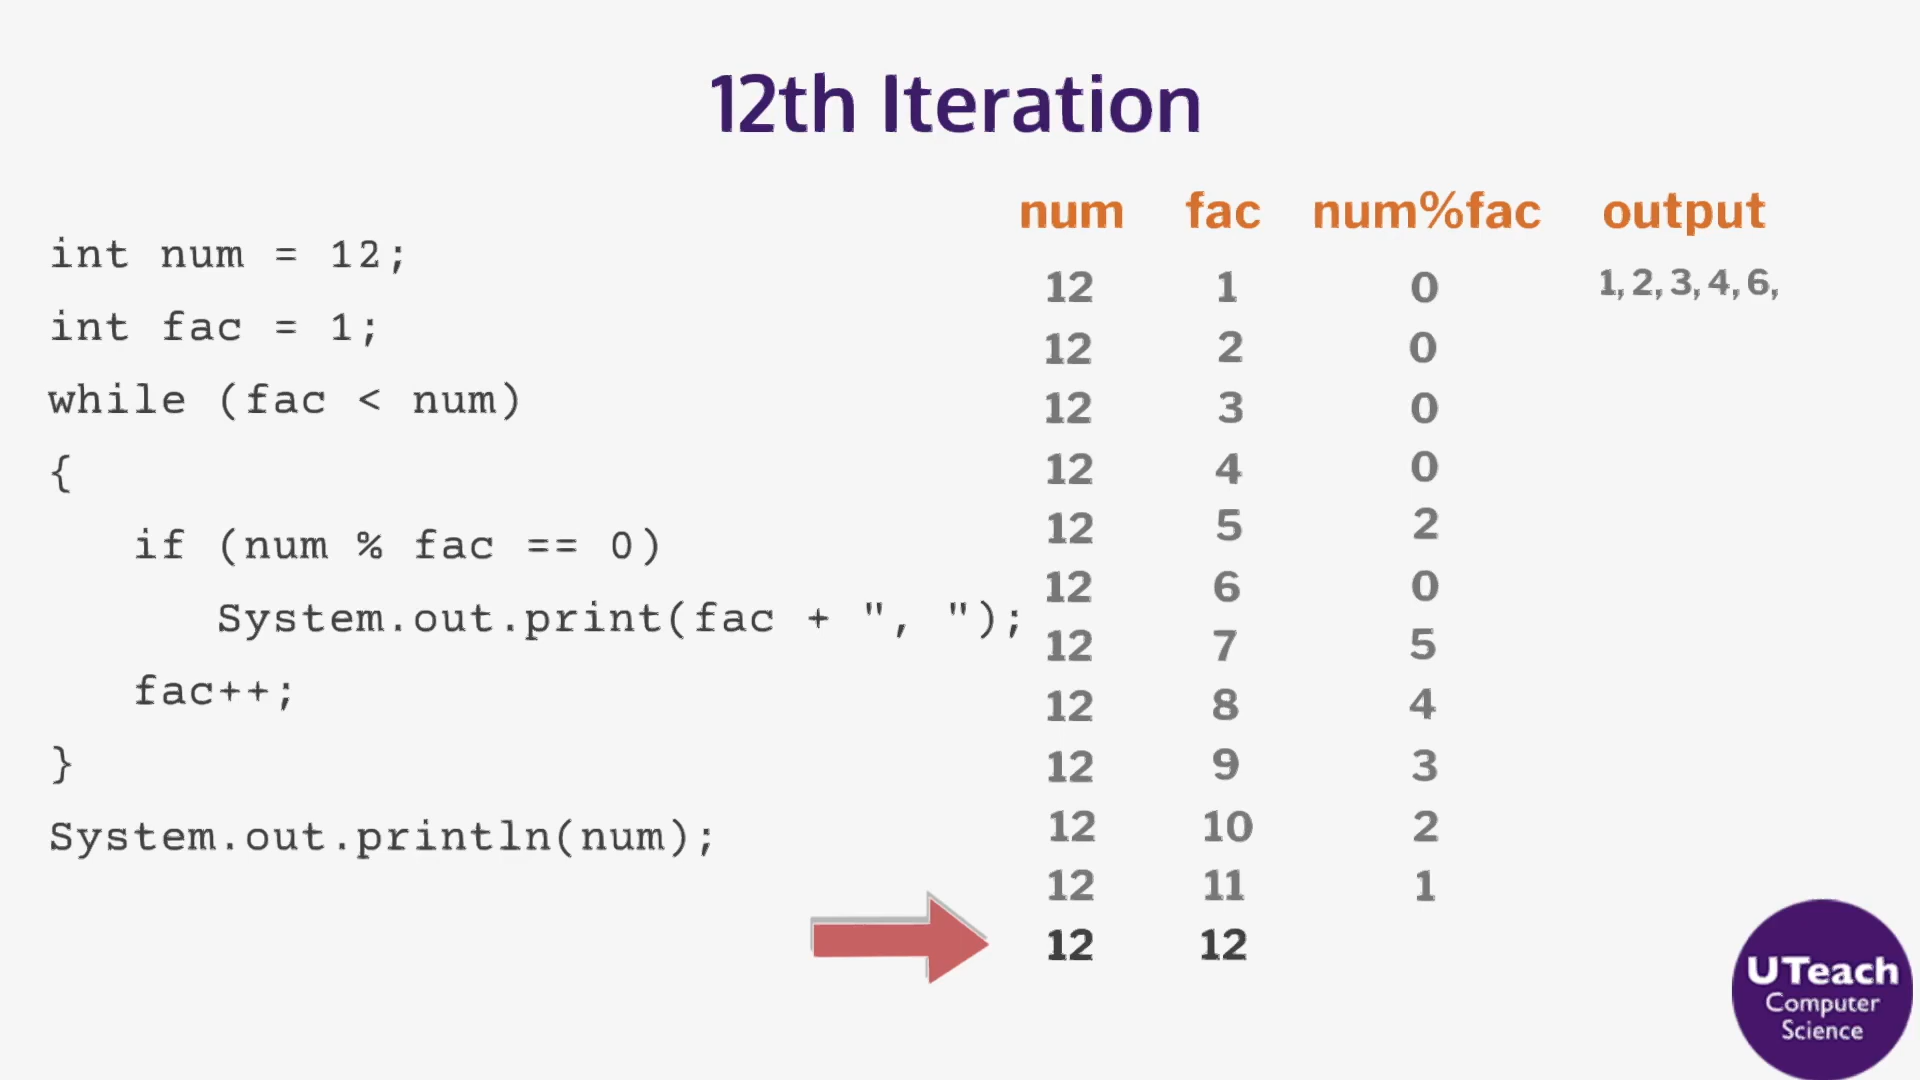 12th Iteration
int num = 12;
int fac = 1;
while (fac < num)
{
if (num % fac == 0)
System.out.print(fac + ", ");
fac++;
}
System.out.println(num);
num fac num%fac output
12 1 0 1, 2, 3, 4, 6,
12 2 0
12 3 0
12 4 0
12 5 2
12 6 0
12 7 5
12 8 4
12 9 3
12 10 2
12 11 1
12 12
UTeach
Computer
Science